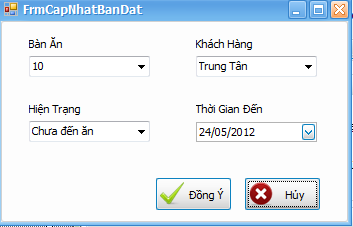 FrmCapNhatBanDat
Bàn Ăn
Khách Hàng
10
Trung Tân
Hiện Trạng
Thời Gian Đến
Chưa đến ăn
24/05/2012
Đồng Ý
Hủy